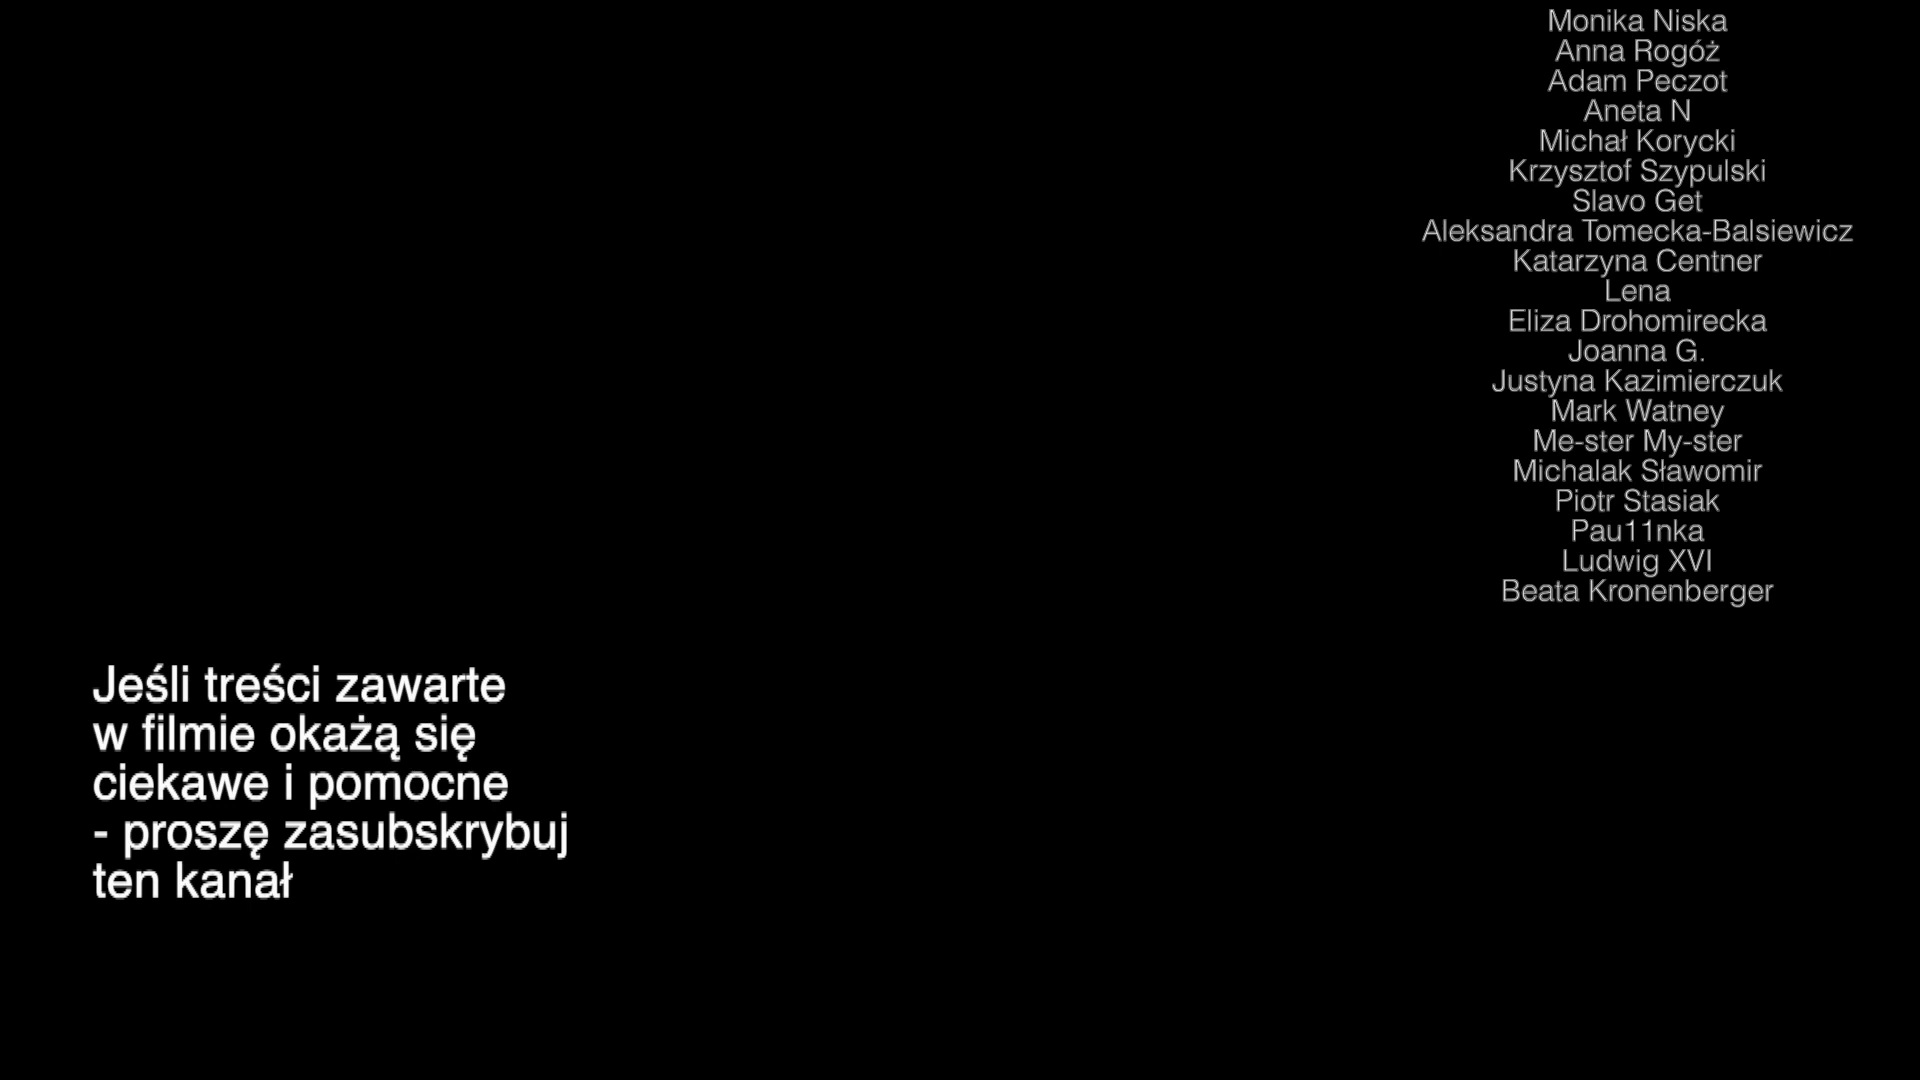 Monika Niska
Anna Rogóż
Adam Peczot
Aneta N
Michał Korycki
Krzysztof Szypulski
Slavo Get
Aleksandra Tomecka-Balsiewicz
Katarzyna Centner
Lena
Eliza Drohomirecka
Joanna G.
Justyna Kazimierczuk
Mark Watney
Me-ster My-ster
Michalak Sławomir
Piotr Stasiak
Pau11nka
Ludwig XVI
Beata Kronenberger
Jeśli treści zawarte
w filmie okażą się
ciekawe i pomocne
- proszę zasubskrybuj
ten kanał